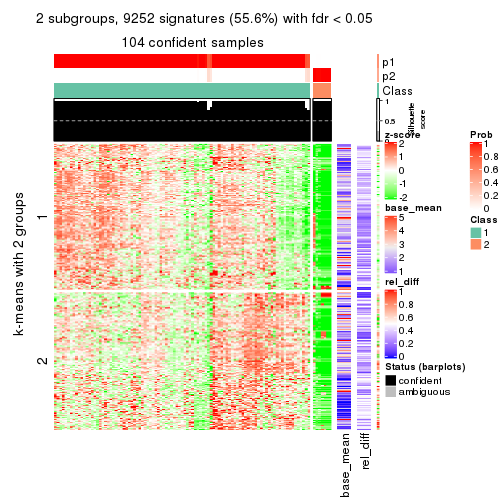 2 subgroups, 9252 signatures (55.6%) with fdr < 0.05
104 confident samples
p1
p2
Class
1
0.5
0
Silhouette
score
k-means with 2 groups
1
2
base_mean
rel_diff
z-score
2
1
0
-1
-2
base_mean
5
4
3
2
1
rel_diff
1
0.8
0.6
0.4
0.2
0
Status (barplots)
confident
ambiguous
Prob
1
0.8
0.6
0.4
0.2
0
Class
1
2